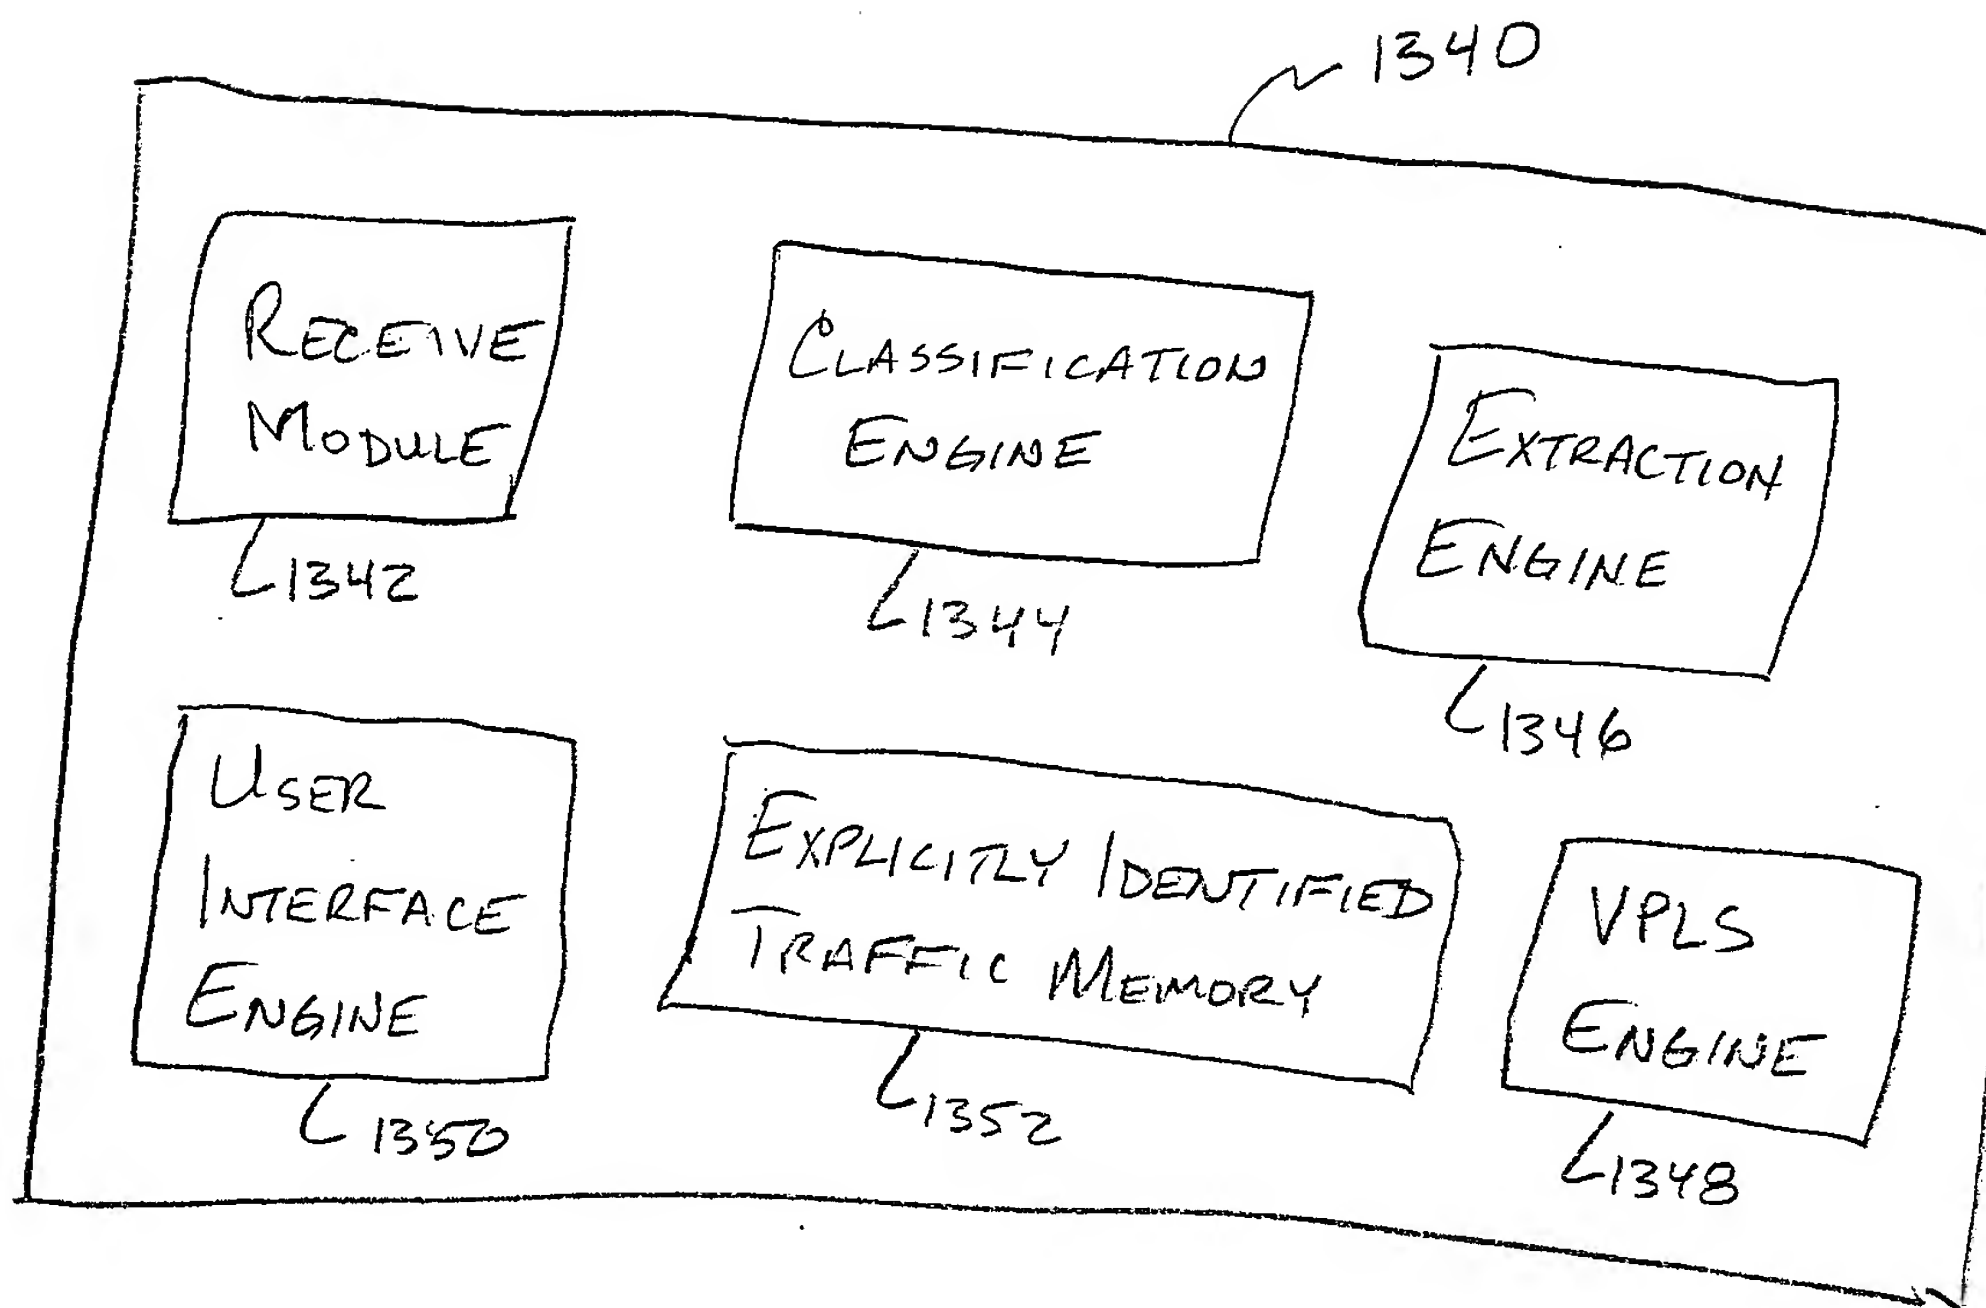 1340
RECEIVE
MODULE
1342
CLASSIFICATION
ENGINE
1344
EXTRACTION
ENGINE
1346
USER
INTERFACE
ENGINE
1350
EXPLICITLY IDENTIFIED
TRAFFIC MEMORY
1352
VPLS
ENGINE
1348